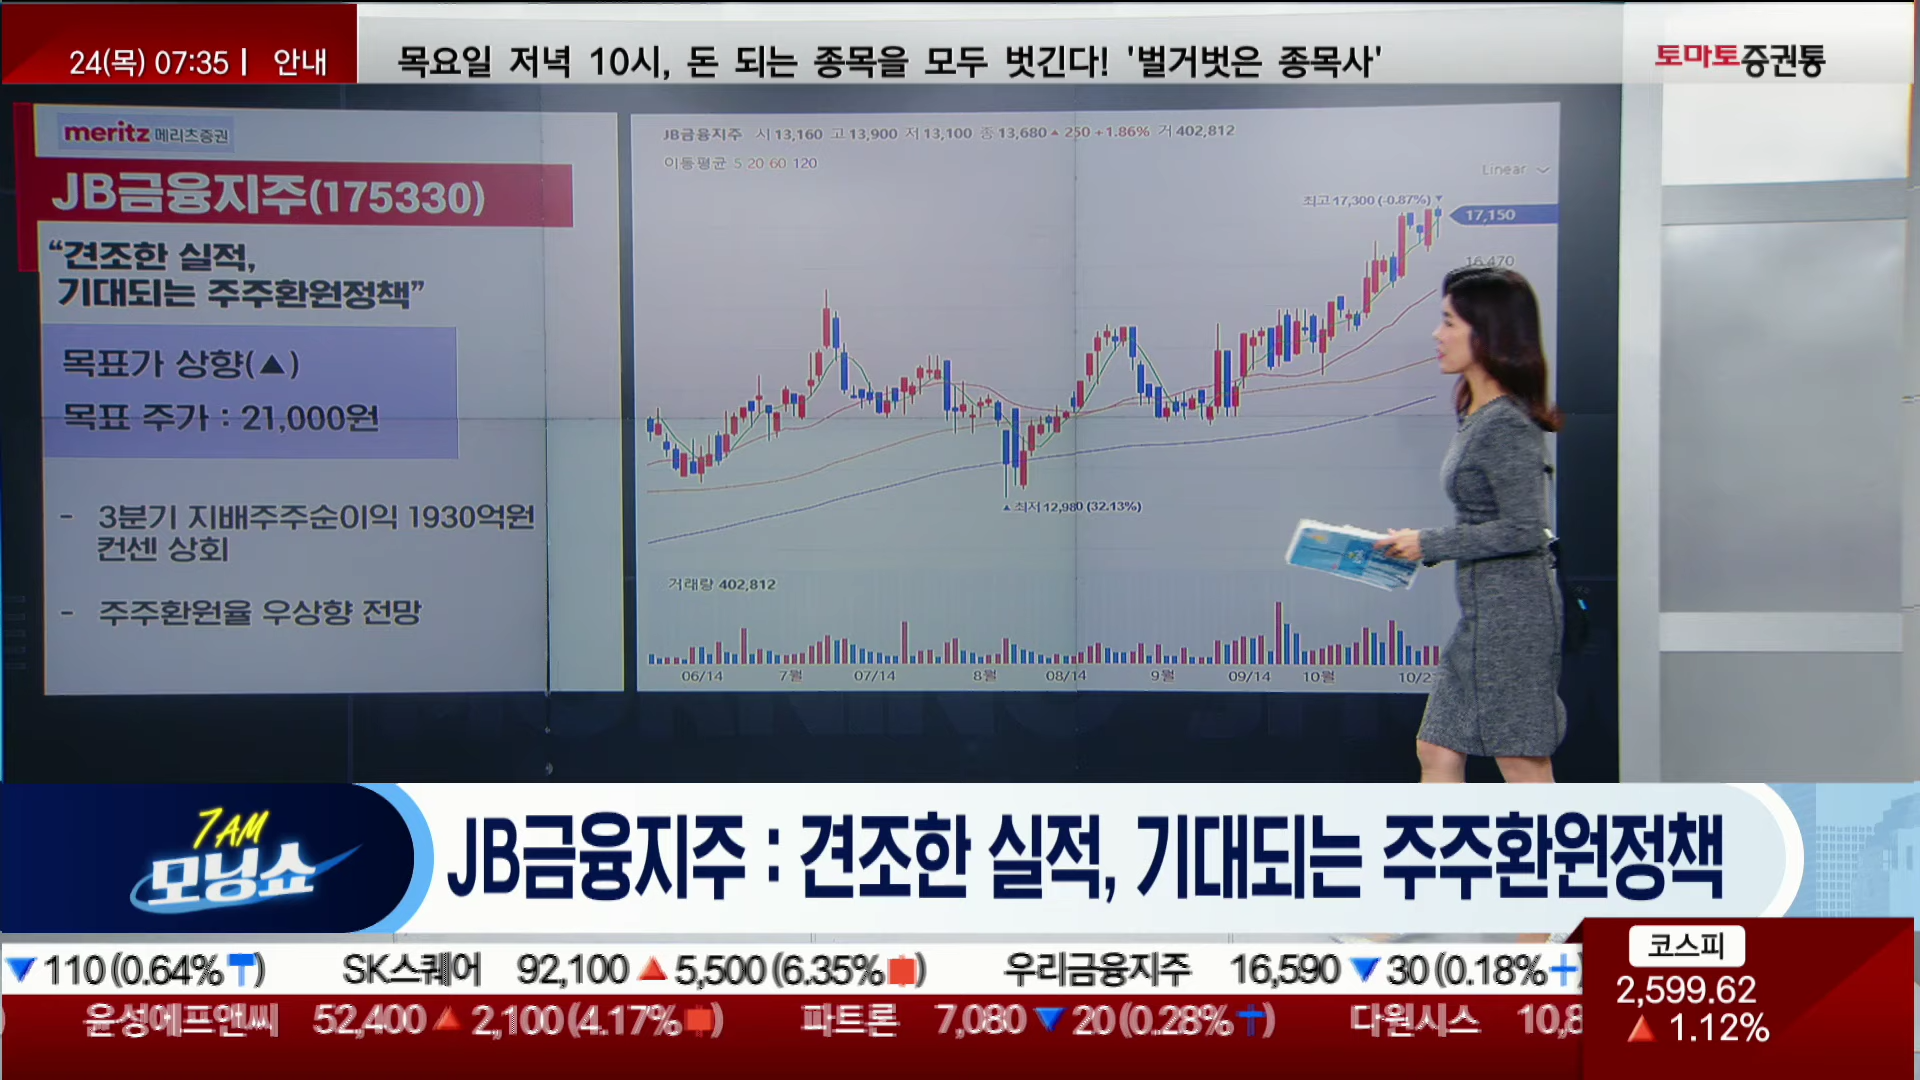 24(목) 07:35 | 안내
목요일 저녁 10시, 돈 되는 종목을 모두 벗긴다! '벌거벗은 종목사'
토마토증권통
meritz 메리츠증권
JB금융지주(175330)
“견조한 실적,
기대되는 주주환원정책”
목표가 상향(▲)
목표 주가 : 21,000원
- 3분기 지배주주순이익 1930억원
컨센 상회
- 주주환원율 우상향 전망
JB금융지주 시 13,160 고 13,900 저 13,100 종 13,680 ▲ 250 +1.86% 거 402,812
이동평균 5 20 60 120
Linear
최고 17,300 (-0.87%) ▼
17,150
16,470
▲ 최저 12,980 (32.13%)
거래량 402,812
06/14 7월 07/14 8월 08/14 9월 09/14 10월
7 AM
모닝쇼
JB금융지주 : 견조한 실적, 기대되는 주주환원정책
▼ 110 (0.64%) SK스퀘어 92,100 ▲ 5,500 (6.35%) 우리금융지주 16,590 ▼ 30 (0.18%
윤성에프앤씨 52,400 ▲ 2,100 (4.17%) 파트론 7,080 ▼ 20 (0.28%) 다원시스
코스피
2,599.62
▲ 1.12%